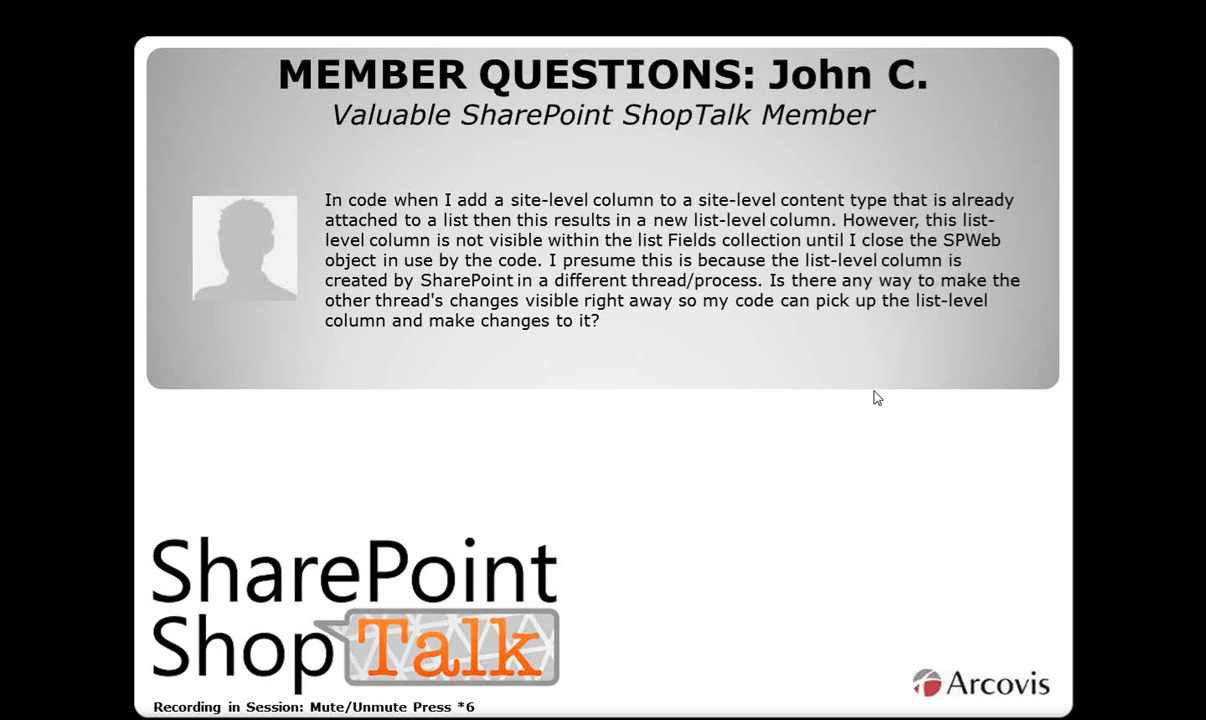 MEMBER QUESTIONS: John C.
Valuable SharePoint ShopTalk Member
In code when I add a site-level column to a site-level content type that is already
attached to a list then this results in a new list-level column. However, this list-
level column is not visible within the list Fields collection until I close the SPWeb
object in use by the code. I presume this is because the list-level column is
created by SharePoint in a different thread/process. Is there any way to make the
other thread's changes visible right away so my code can pick up the list-level
column and make changes to it?
SharePoint
Shop Talk
Arcovis
Recording in Session: Mute/Unmute Press *6